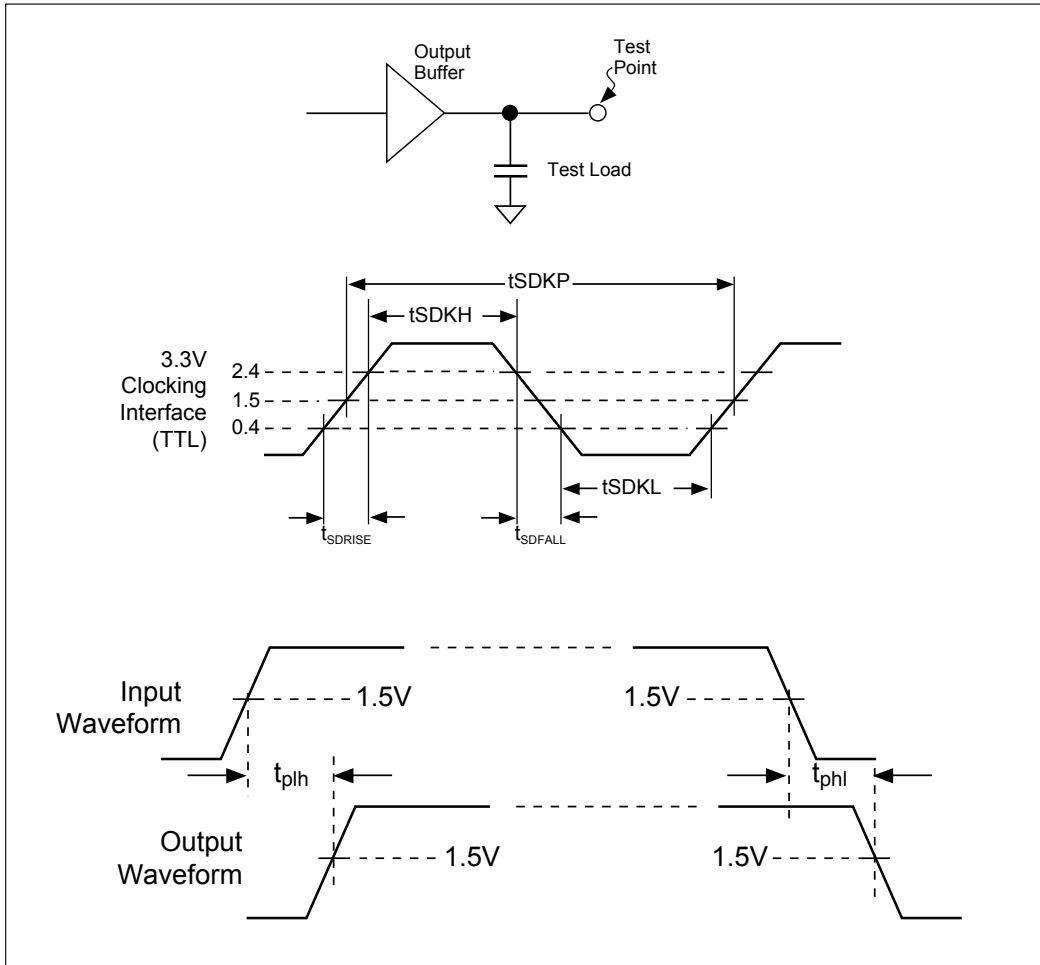 Output
Buffer
Test
Point
Test Load
tSDKP
tSDKH
3.3V
Clocking
Interface
(TTL)
2.4
1.5
0.4
tSDKL
tSDRISE
tSDFALL
Input
Waveform
1.5V
1.5V
tplh
tphl
Output
Waveform
1.5V
1.5V